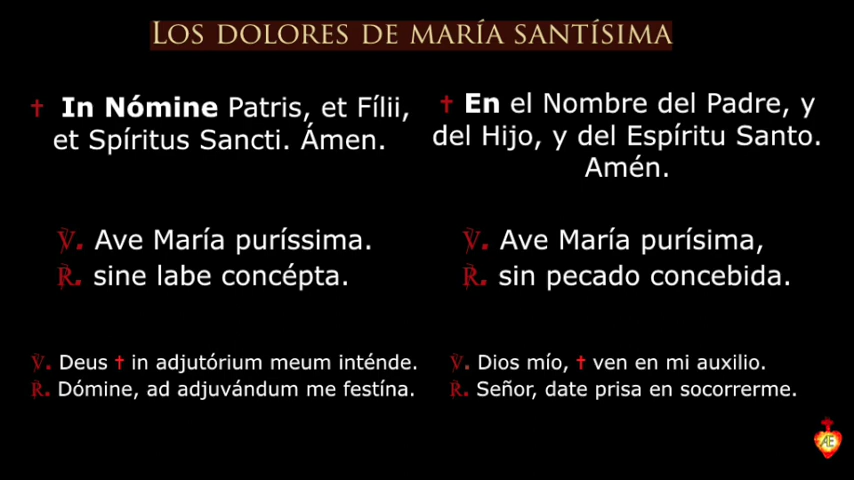 LOS DOLORES DE MARÍA SANTÍSIMA
✝ In Nómine Patris, et Fílii,
et Spíritus Sancti. Ámen.
℣. Ave María puríssima.
℟. sine labe concépta.
℣. Deus ✝ in adjutórium meum inténde.
℟. Dómine, ad adjuvándum me festína.
✝ En el Nombre del Padre, y
del Hijo, y del Espíritu Santo.
Amén.
℣. Ave María purísima,
℟. sin pecado concebida.
℣. Dios mío, ✝ ven en mi auxilio.
℟. Señor, date prisa en socorrerme.
AE